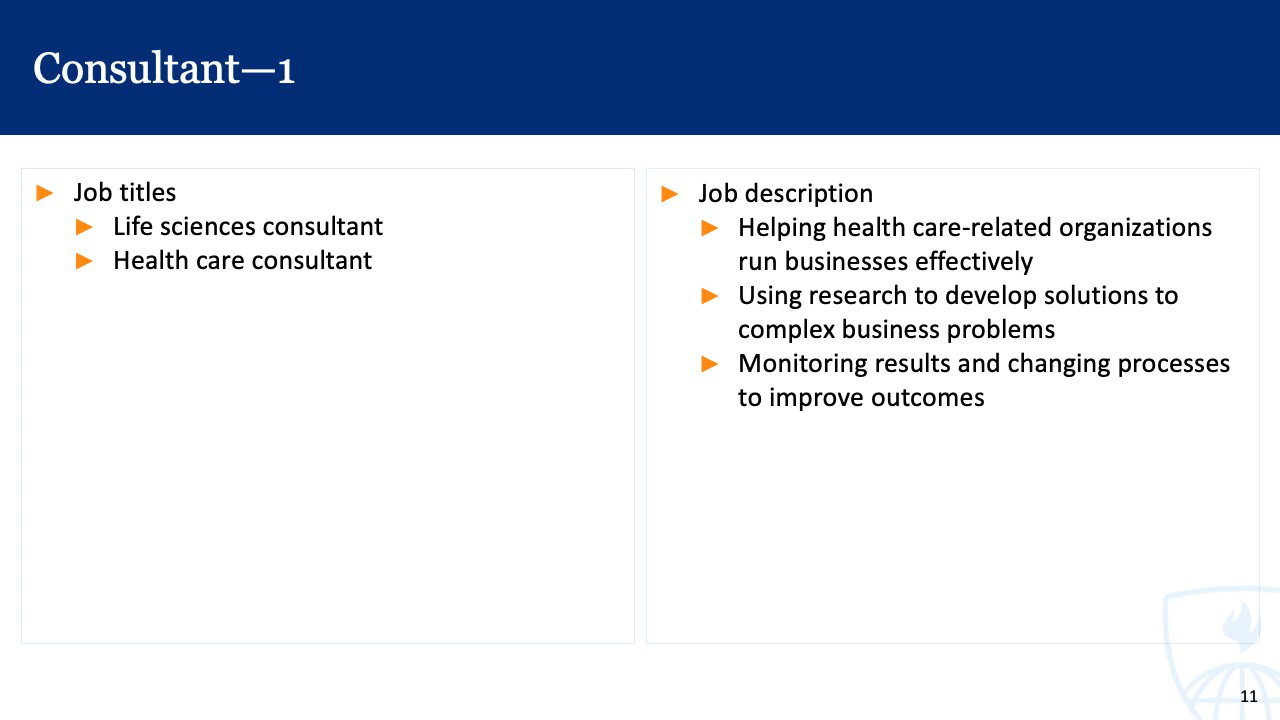 Consultant—1
► Job titles
► Life sciences consultant
► Health care consultant
► Job description
► Helping health care-related organizations
run businesses effectively
► Using research to develop solutions to
complex business problems
► Monitoring results and changing processes
to improve outcomes
11